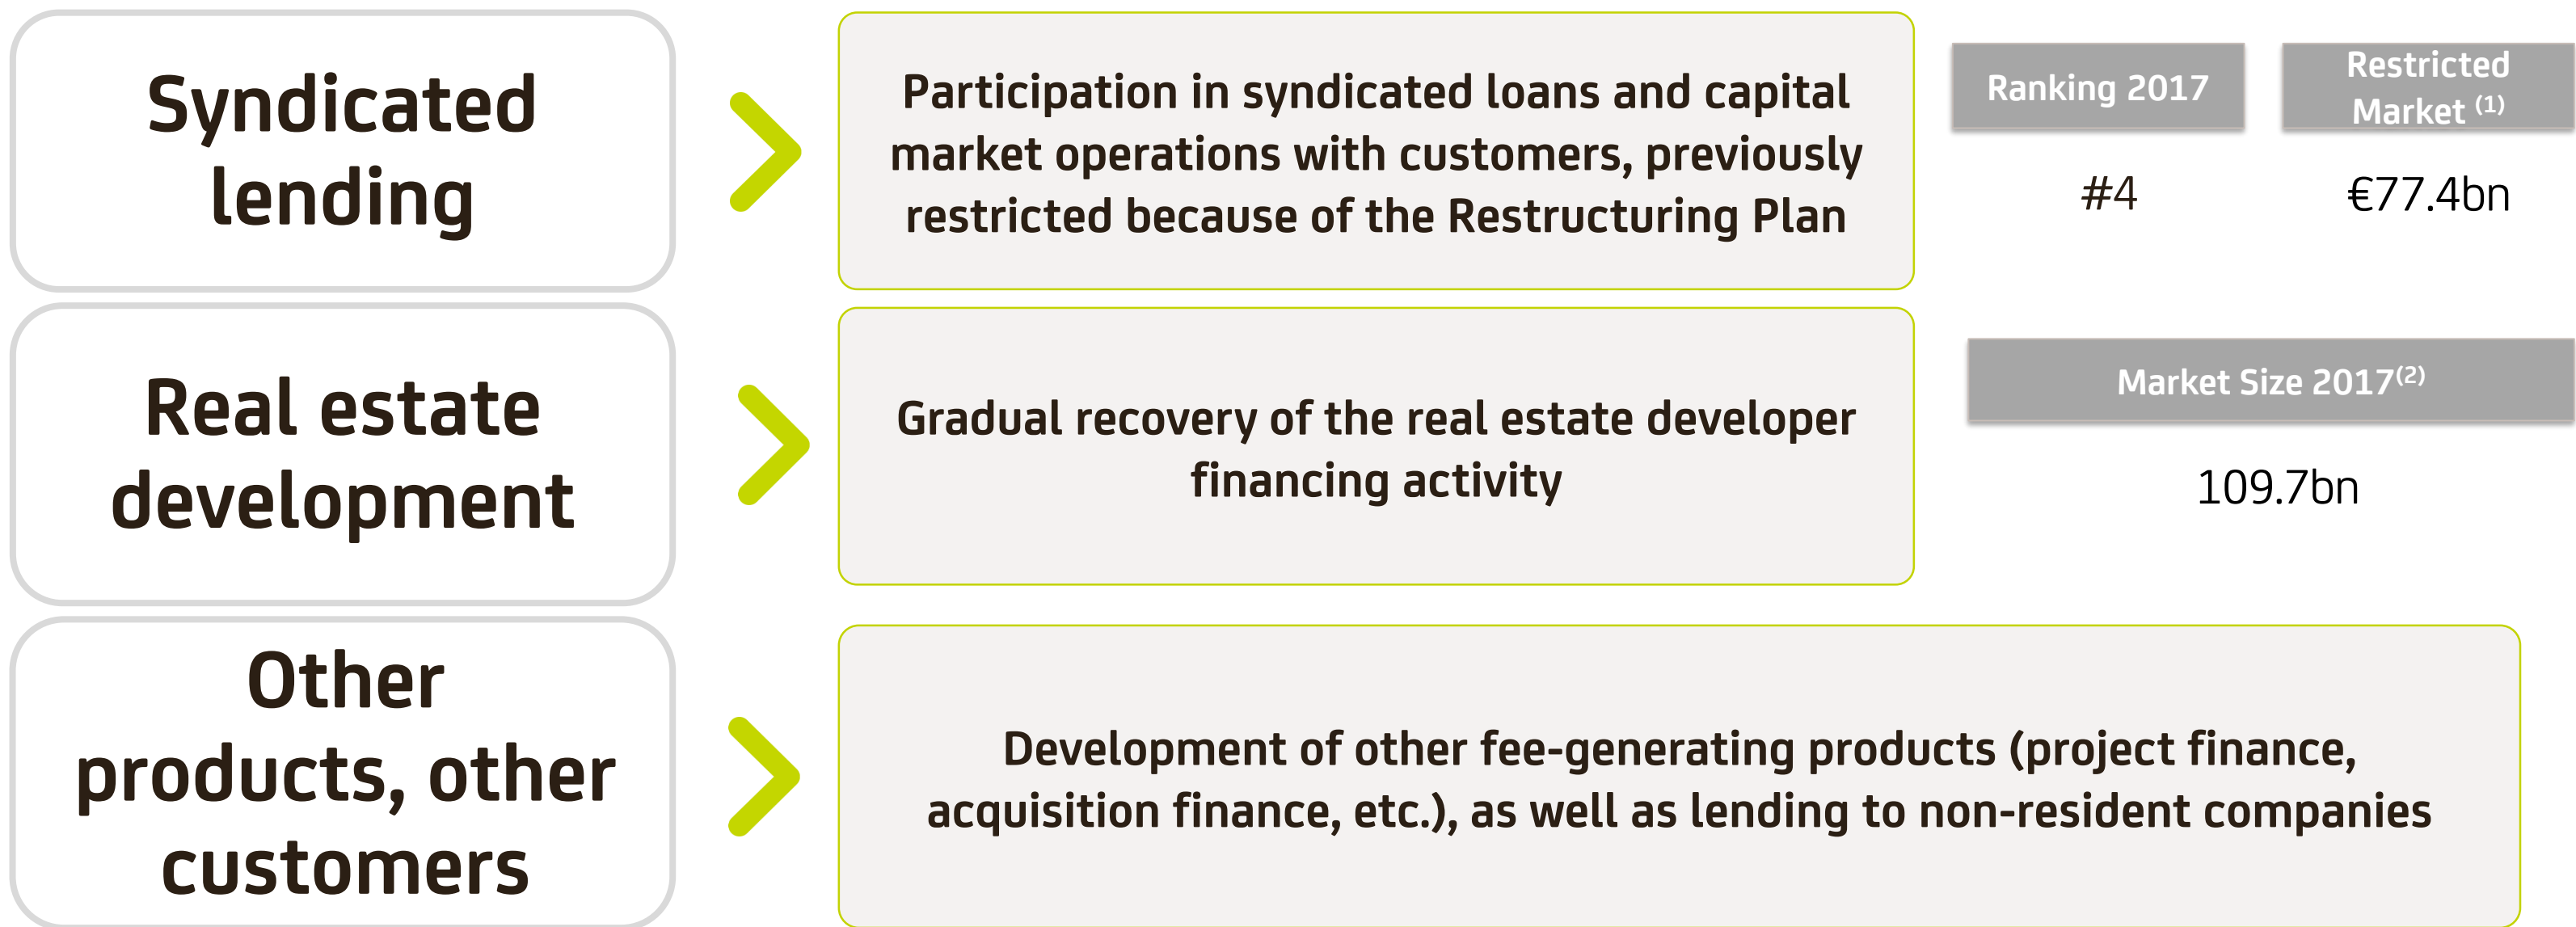 Syndicated
lending
Participation in syndicated loans and capital
market operations with customers, previously
restricted because of the Restructuring Plan
Ranking 2017
#4
Restricted
Market (1)
€77.4bn
Real estate
development
Gradual recovery of the real estate developer
financing activity
Market Size 2017(2)
109.7bn
Other
products, other
customers
Development of other fee-generating products (project finance,
acquisition finance, etc.), as well as lending to non-resident companies